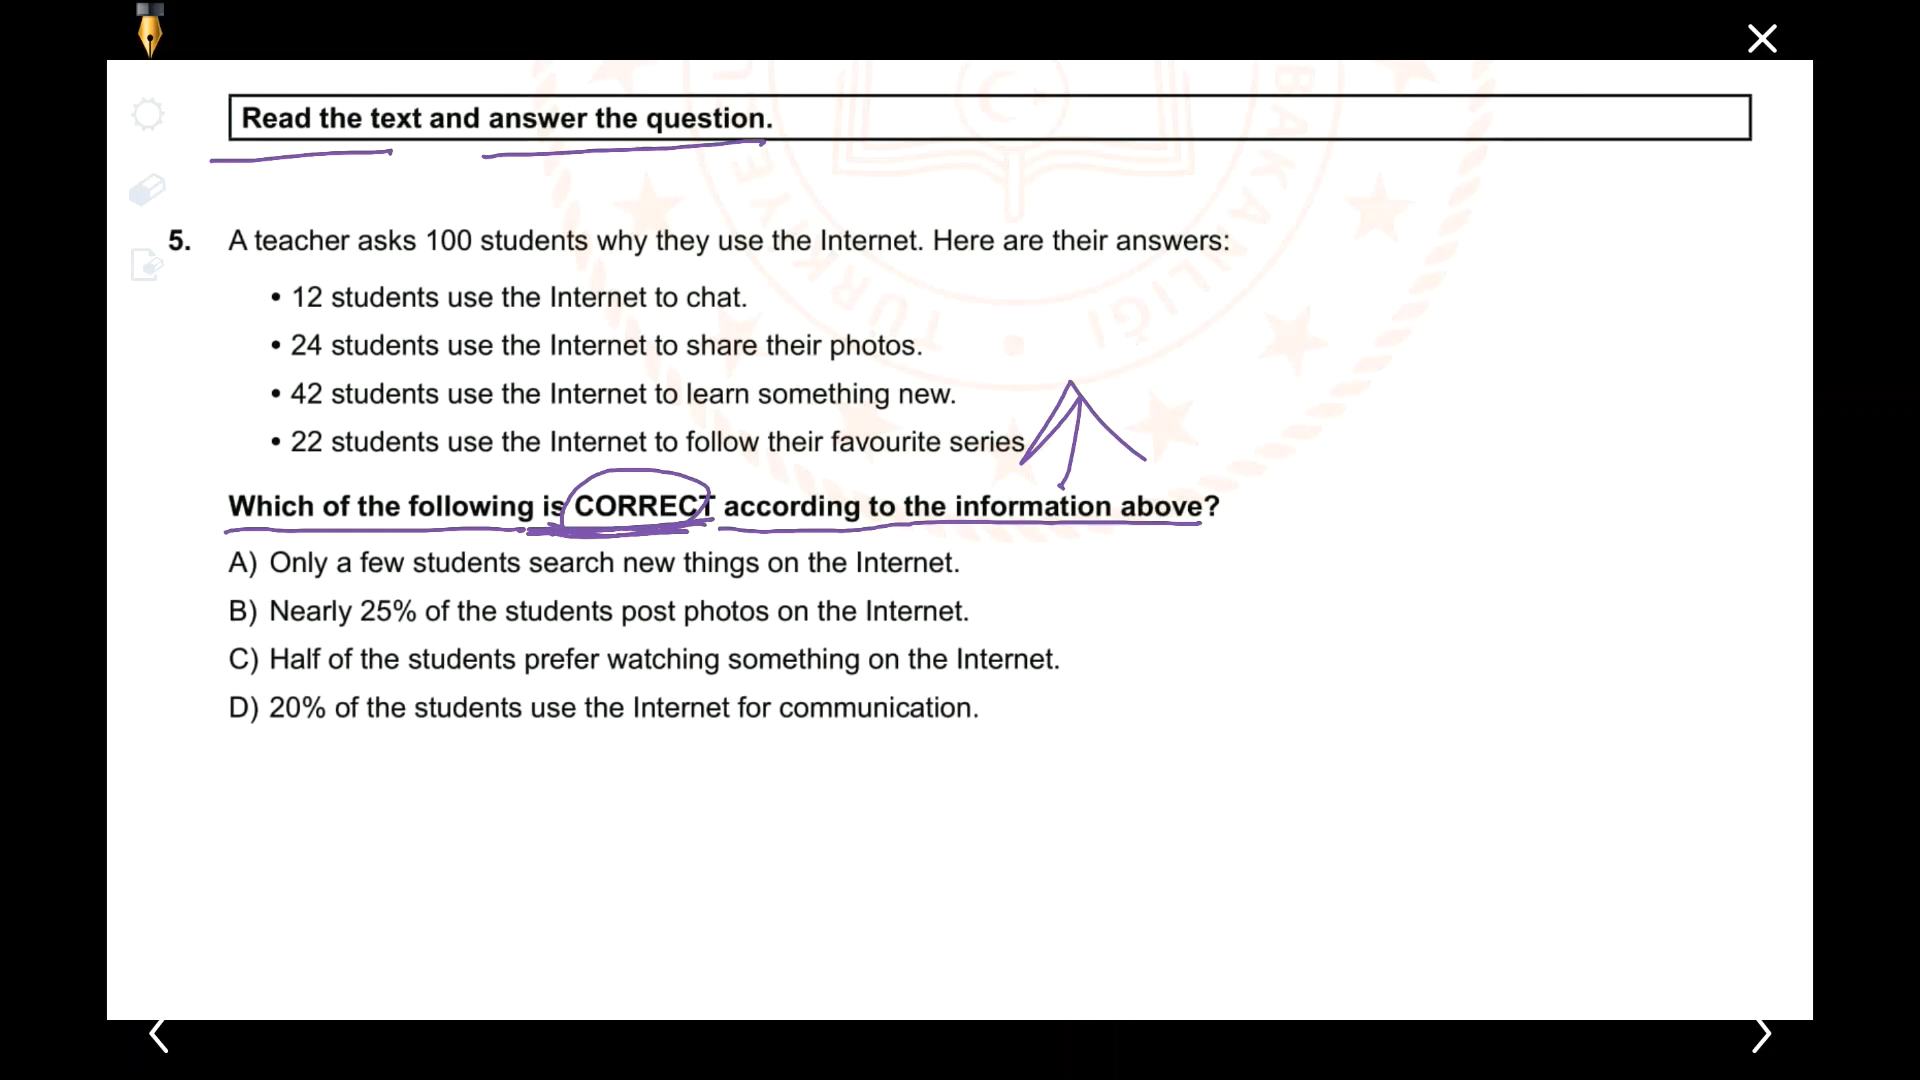 Read the text and answer the question.
5. A teacher asks 100 students why they use the Internet. Here are their answers:
• 12 students use the Internet to chat.
• 24 students use the Internet to share their photos.
• 42 students use the Internet to learn something new.
• 22 students use the Internet to follow their favourite series
Which of the following is CORRECT according to the information above?
A) Only a few students search new things on the Internet.
B) Nearly 25% of the students post photos on the Internet.
C) Half of the students prefer watching something on the Internet.
D) 20% of the students use the Internet for communication.